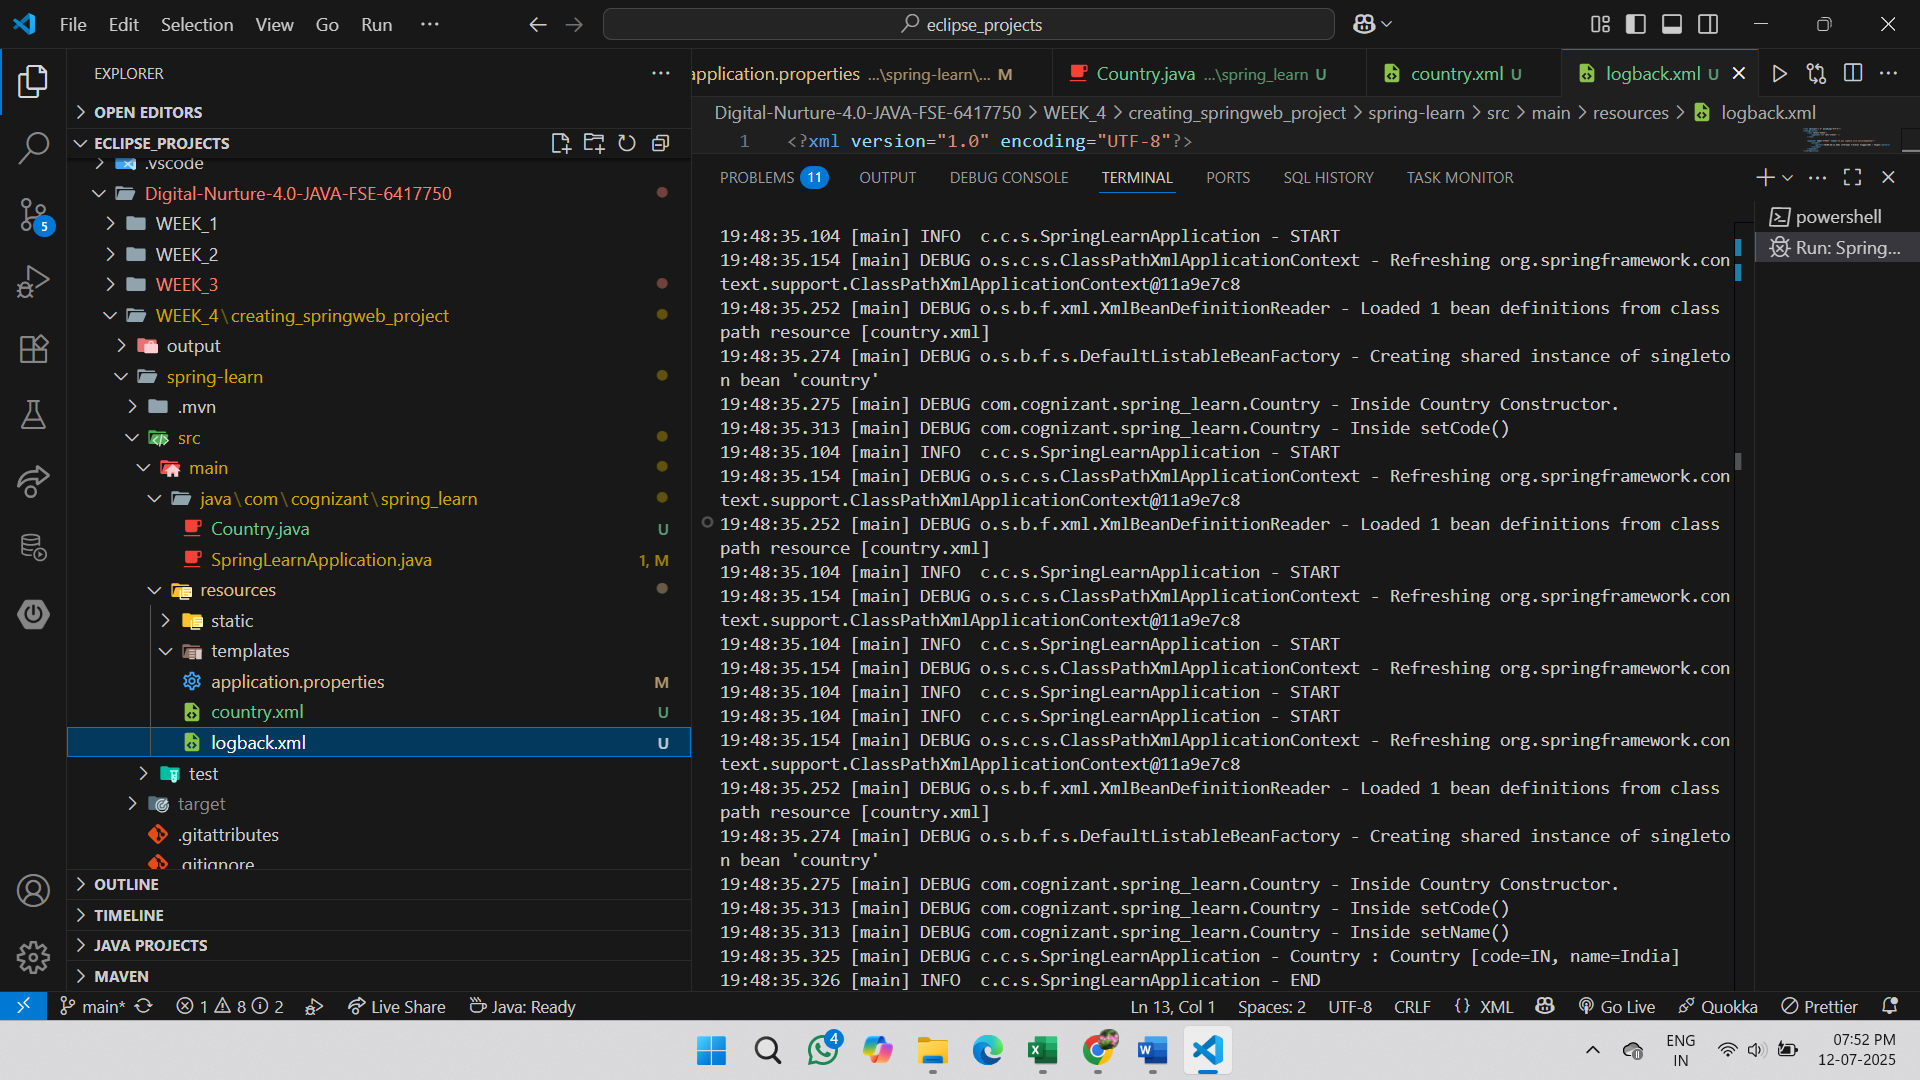 File Edit Selection View Go Run ···
eclipse_projects
EXPLORER
OPEN EDITORS
ECLIPSE_PROJECTS
.vscode
Digital-Nurture-4.0-JAVA-FSE-6417750
WEEK_1
WEEK_2
WEEK_3
WEEK_4\creating_springweb_project
output
spring-learn
.mvn
src
main
java\com\cognizant\spring_learn
Country.java U
SpringLearnApplication.java 1, M
resources
static
templates
application.properties M
country.xml U
logback.xml U
test
target
.gitattributes
.gitignore
OUTLINE
TIMELINE
JAVA PROJECTS
MAVEN
5
application.properties ...\spring-learn\... M
Country.java ...\spring_learn U
country.xml U
logback.xml U
Digital-Nurture-4.0-JAVA-FSE-6417750 > WEEK_4 > creating_springweb_project > spring-learn > src > main > resources > logback.xml
1 <?xml version="1.0" encoding="UTF-8"?>
PROBLEMS 11 OUTPUT DEBUG CONSOLE TERMINAL PORTS SQL HISTORY TASK MONITOR
powershell
Run: Spring...
19:48:35.104 [main] INFO  c.c.s.SpringLearnApplication - START
19:48:35.154 [main] DEBUG o.s.c.s.ClassPathXmlApplicationContext - Refreshing org.springframework.con
text.support.ClassPathXmlApplicationContext@11a9e7c8
19:48:35.252 [main] DEBUG o.s.b.f.xml.XmlBeanDefinitionReader - Loaded 1 bean definitions from class
path resource [country.xml]
19:48:35.274 [main] DEBUG o.s.b.f.s.DefaultListableBeanFactory - Creating shared instance of singleto
n bean 'country'
19:48:35.275 [main] DEBUG com.cognizant.spring_learn.Country - Inside Country Constructor.
19:48:35.313 [main] DEBUG com.cognizant.spring_learn.Country - Inside setCode()
19:48:35.104 [main] INFO  c.c.s.SpringLearnApplication - START
19:48:35.154 [main] DEBUG o.s.c.s.ClassPathXmlApplicationContext - Refreshing org.springframework.con
text.support.ClassPathXmlApplicationContext@11a9e7c8
19:48:35.252 [main] DEBUG o.s.b.f.xml.XmlBeanDefinitionReader - Loaded 1 bean definitions from class
path resource [country.xml]
19:48:35.104 [main] INFO  c.c.s.SpringLearnApplication - START
19:48:35.154 [main] DEBUG o.s.c.s.ClassPathXmlApplicationContext - Refreshing org.springframework.con
text.support.ClassPathXmlApplicationContext@11a9e7c8
19:48:35.104 [main] INFO  c.c.s.SpringLearnApplication - START
19:48:35.154 [main] DEBUG o.s.c.s.ClassPathXmlApplicationContext - Refreshing org.springframework.con
19:48:35.104 [main] INFO  c.c.s.SpringLearnApplication - START
19:48:35.104 [main] INFO  c.c.s.SpringLearnApplication - START
19:48:35.154 [main] DEBUG o.s.c.s.ClassPathXmlApplicationContext - Refreshing org.springframework.con
text.support.ClassPathXmlApplicationContext@11a9e7c8
19:48:35.252 [main] DEBUG o.s.b.f.xml.XmlBeanDefinitionReader - Loaded 1 bean definitions from class
path resource [country.xml]
19:48:35.274 [main] DEBUG o.s.b.f.s.DefaultListableBeanFactory - Creating shared instance of singleto
n bean 'country'
19:48:35.275 [main] DEBUG com.cognizant.spring_learn.Country - Inside Country Constructor.
19:48:35.313 [main] DEBUG com.cognizant.spring_learn.Country - Inside setCode()
19:48:35.313 [main] DEBUG com.cognizant.spring_learn.Country - Inside setName()
19:48:35.325 [main] DEBUG c.c.s.SpringLearnApplication - Country : Country [code=IN, name=India]
19:48:35.326 [main] INFO  c.c.s.SpringLearnApplication - END
main* 1 8 2 Live Share Java: Ready
Ln 13, Col 1 Spaces: 2 UTF-8 CRLF {} XML Go Live Quokka Prettier
4
ENG
IN
07:52 PM
12-07-2025